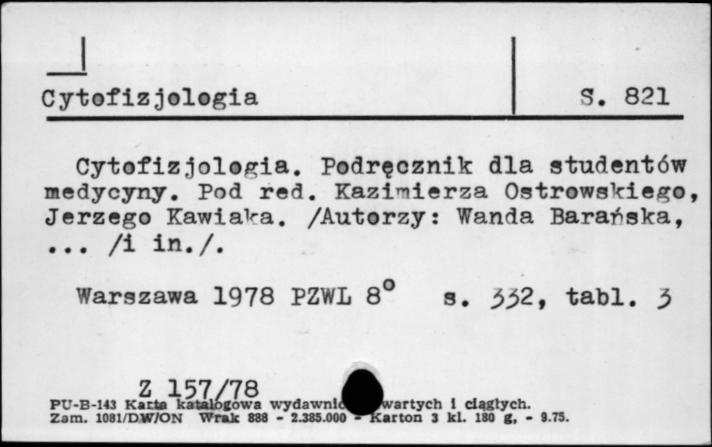 Cytofizjologia S. 821
Cytofizjologia. Podręcznik dla studentów
medycyny. Pod red. Kazimierza Ostrowskiego,
Jerzego Kawiaka. /Autorzy: Wanda Barańska,
... /i in./.
Warszawa 1978 PZWL 8° s. 332, tabl. 3
Z 157/78
PU-B-143 Karta katalogowa wydawnic wartych i ciągłych.
Zam. 1081/DW/ON Wrak 888 - 2.385.000 - Karton 3 kl. 180 g, - 9.75.